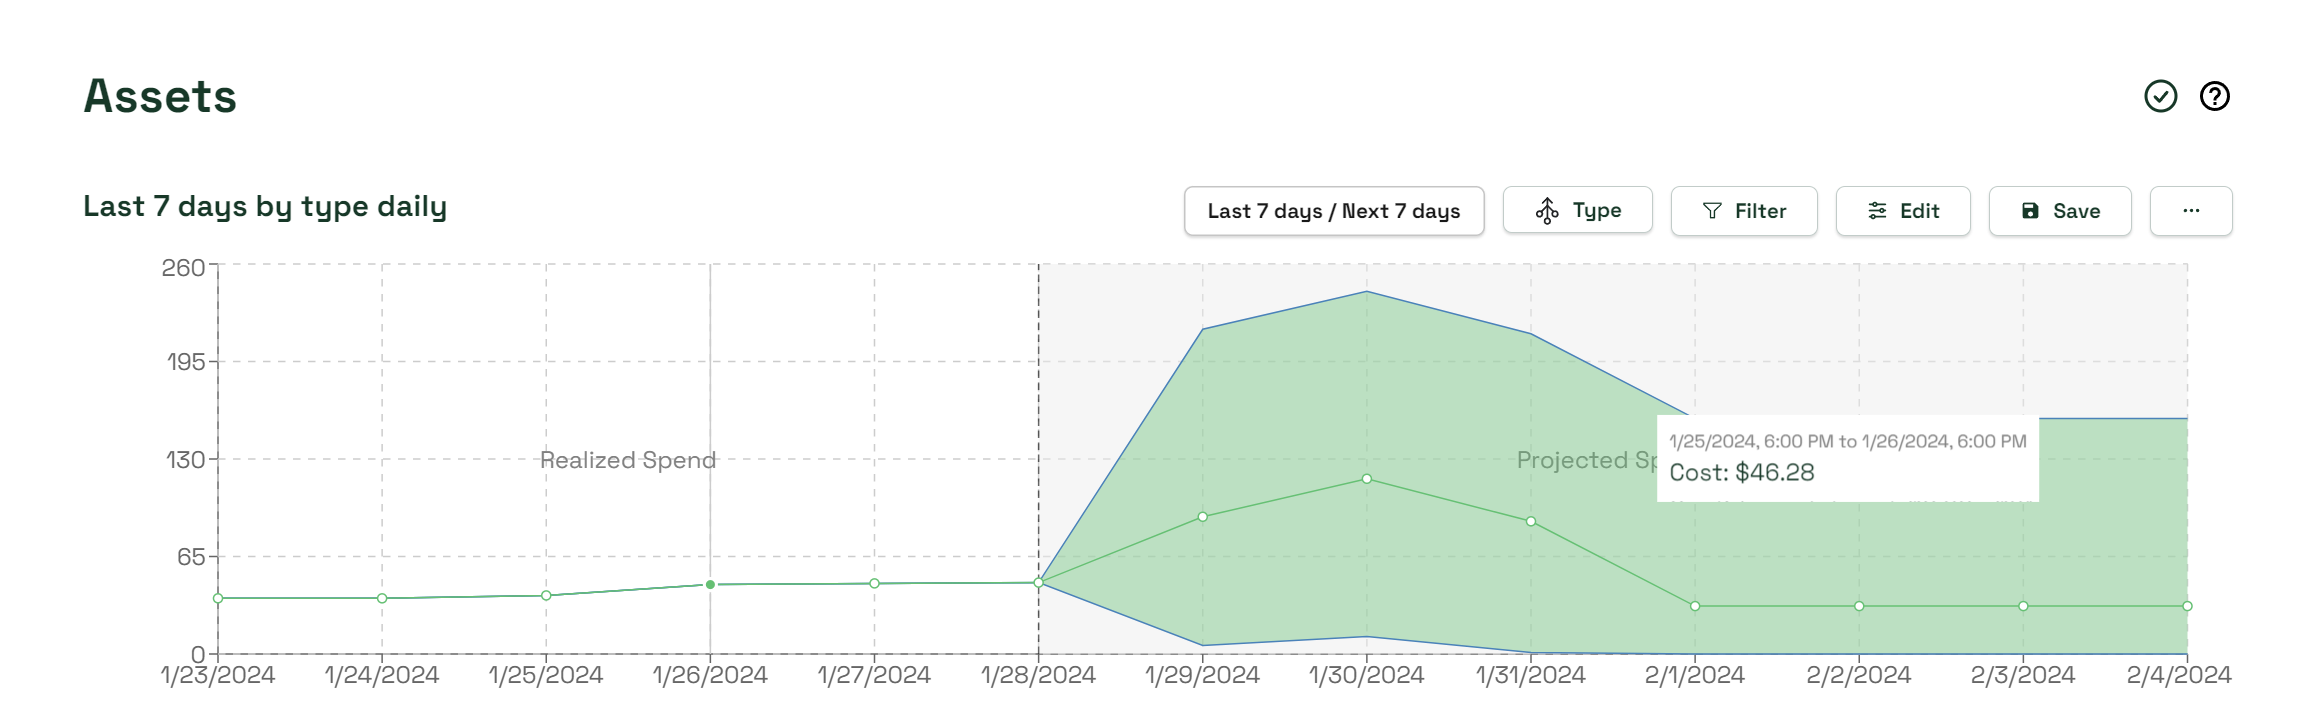 Assets
Last 7 days by type daily
Last 7 days / Next 7 days
Type
Filter
Edit
Save
...
260
195
130
65
0
Realized Spend
Projected Sp
1/25/2024, 6:00 PM to 1/26/2024, 6:00 PM
Cost: $46.28
1/23/2024
1/24/2024
1/25/2024
1/26/2024
1/27/2024
1/28/2024
1/29/2024
1/30/2024
1/31/2024
2/1/2024
2/2/2024
2/3/2024
2/4/2024